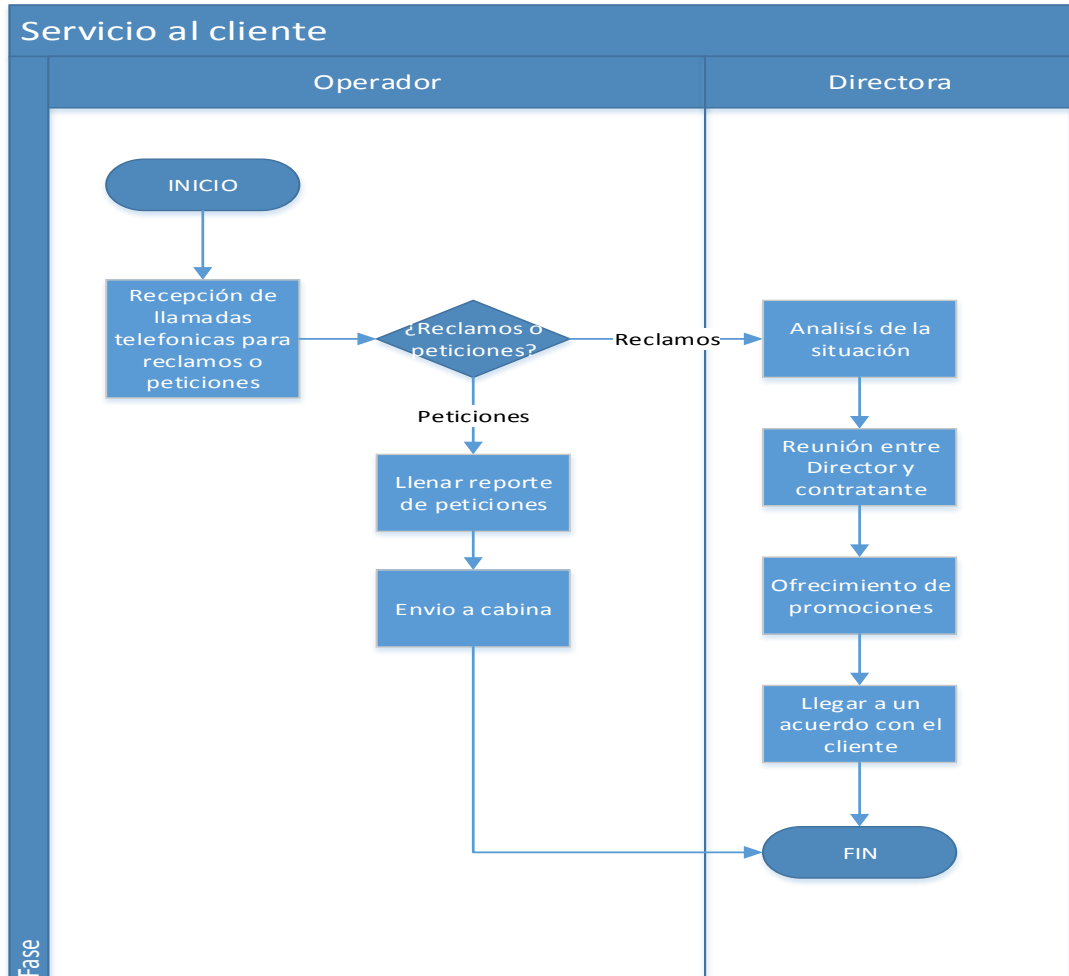 Servicio al cliente
Operador
Directora
INICIO
Recepción de
llamadas
telefonicas para
reclamos o
peticiones
¿Reclamos o
peticiones?
Reclamos
Analisís de la
situación
Peticiones
Reunión entre
Director y
contratante
Llenar reporte
de peticiones
Envio a cabina
Ofrecimiento de
promociones
Llegar a un
acuerdo con el
cliente
FIN
Fase